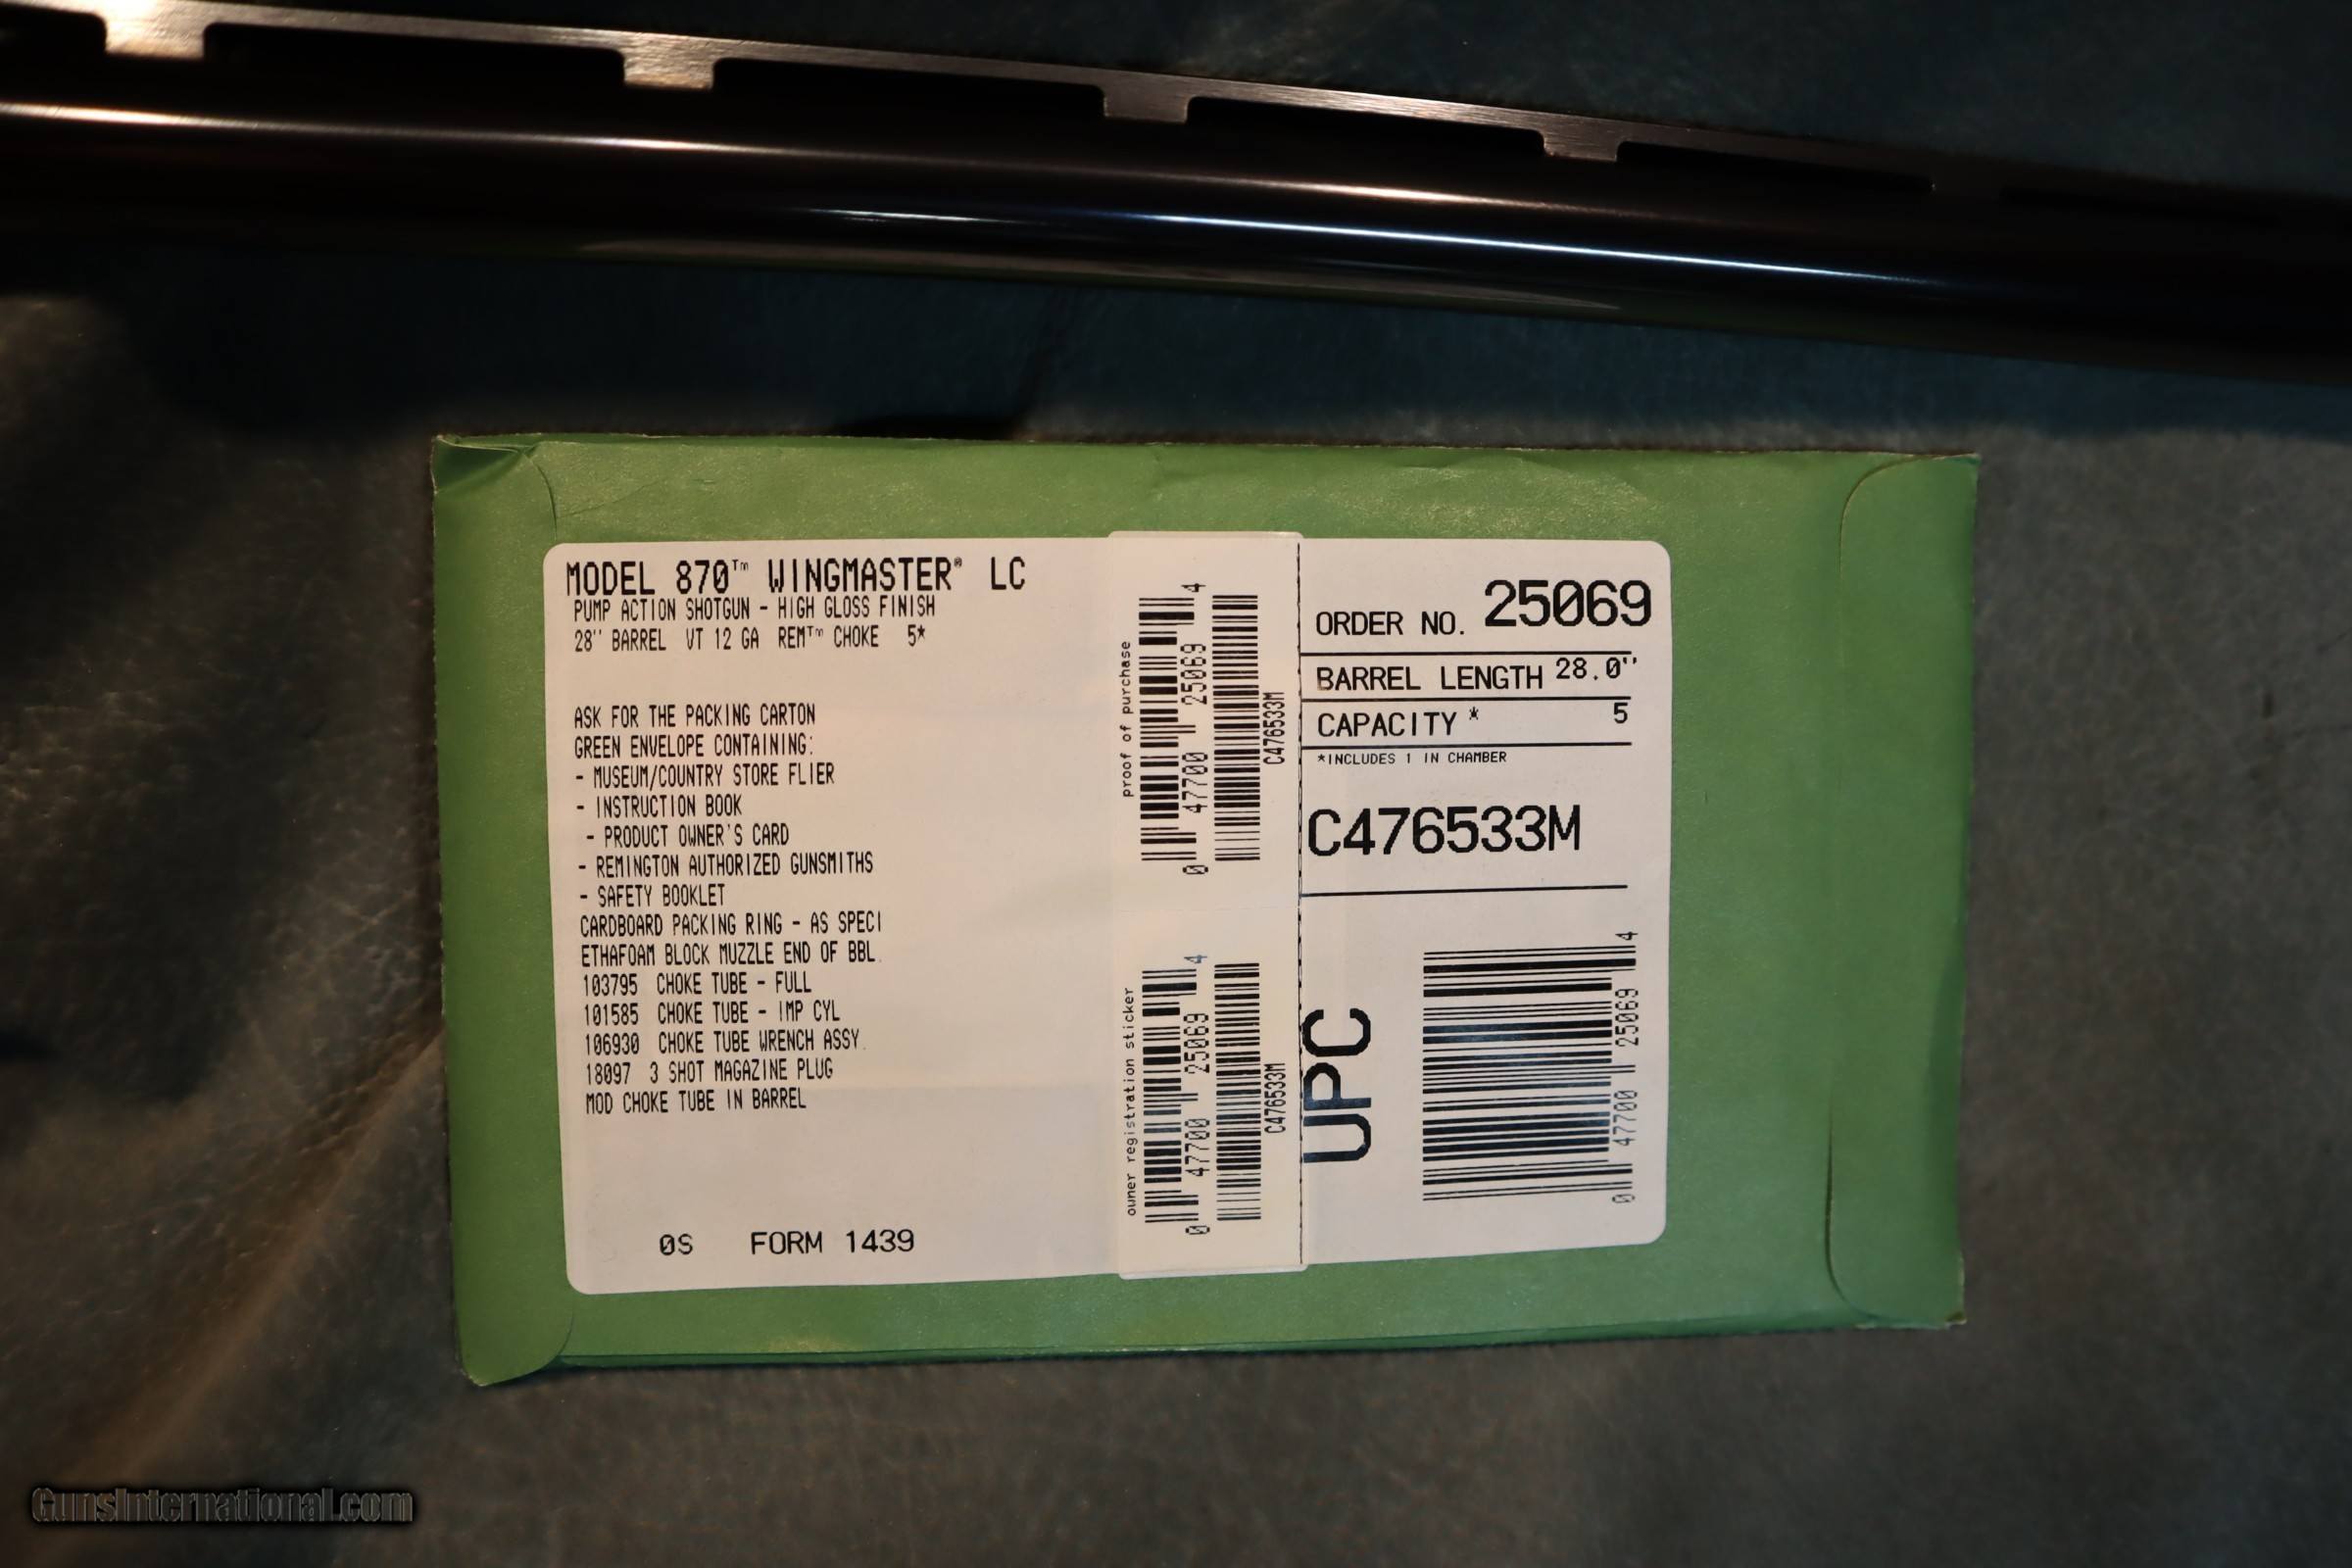 MODEL 870™ WINGMASTER® LC
PUMP ACTION SHOTGUN - HIGH GLOSS FINISH
28'' BARREL VT 12 GA REM™ CHOKE 5*
ASK FOR THE PACKING CARTON
GREEN ENVELOPE CONTAINING:
- MUSEUM/COUNTRY STORE FLIER
- INSTRUCTION BOOK
- PRODUCT OWNER'S CARD
- REMINGTON AUTHORIZED GUNSMITHS
- SAFETY BOOKLET
CARDBOARD PACKING RING - AS SPECI
ETHAFOAM BLOCK MUZZLE END OF BBL.
103795 CHOKE TUBE - FULL
101585 CHOKE TUBE - IMP CYL
106930 CHOKE TUBE WRENCH ASSY.
18097 3 SHOT MAGAZINE PLUG
MOD CHOKE TUBE IN BARREL
0S FORM 1439
proof of purchase
0 47700 25069 4
C476533M
owner registration sticker
0 47700 25069 4
C476533M
ORDER NO. 25069
BARREL LENGTH 28.0''
CAPACITY * 5
*INCLUDES 1 IN CHAMBER
C476533M
UPC
0 47700 25069 4
GunsInternational.com